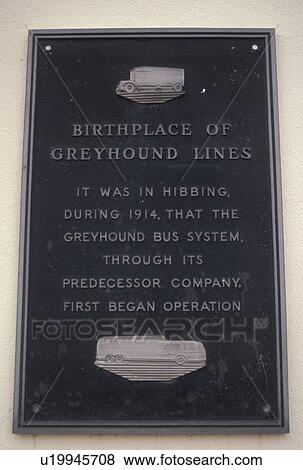 BIRTHPLACE OF
GREYHOUND LINES
IT WAS IN HIBBING,
DURING 1914, THAT THE
GREYHOUND BUS SYSTEM,
THROUGH ITS
PREDECESSOR COMPANY,
FIRST BEGAN OPERATION
FOTOSEARCH
u19945708 www.fotosearch.com